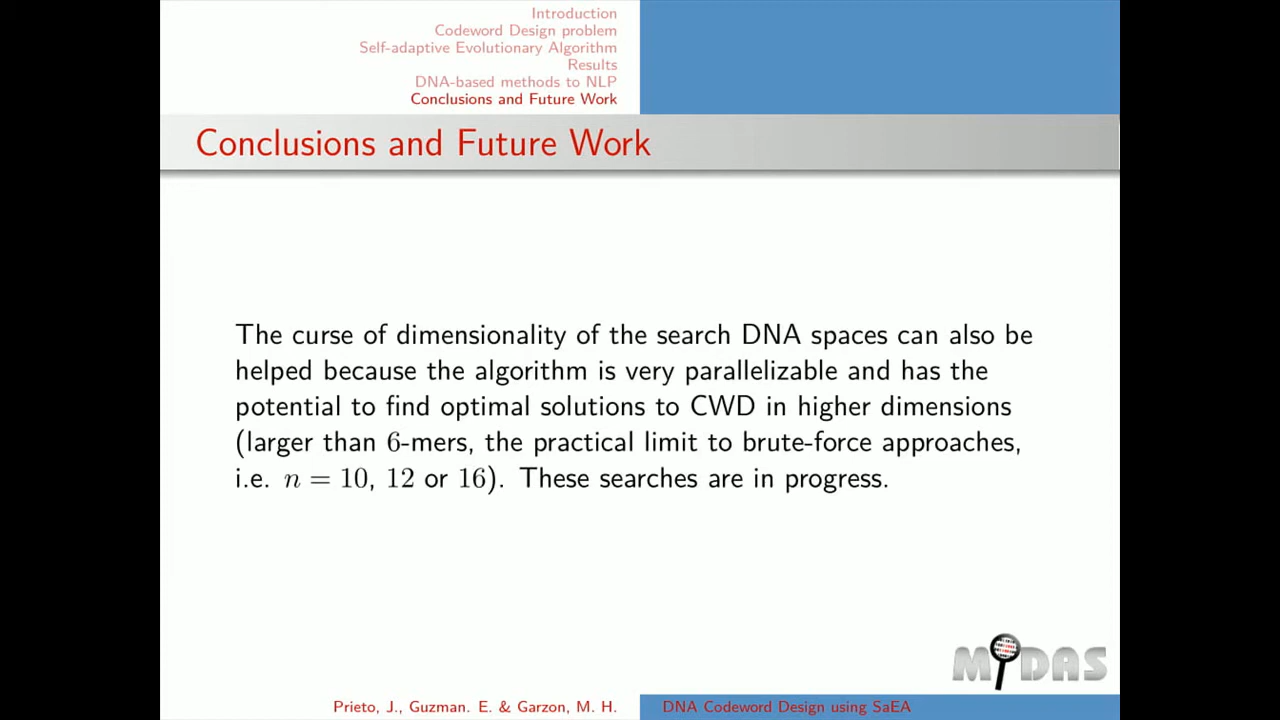 Introduction
Codeword Design problem
Self-adaptive Evolutionary Algorithm
Results
DNA-based methods to NLP
Conclusions and Future Work
Conclusions and Future Work
The curse of dimensionality of the search DNA spaces can also be
helped because the algorithm is very parallelizable and has the
potential to find optimal solutions to CWD in higher dimensions
(larger than 6-mers, the practical limit to brute-force approaches,
i.e. n = 10, 12 or 16). These searches are in progress.
MIDAS
Prieto, J., Guzman. E. & Garzon, M. H.
DNA Codeword Design using SaEA